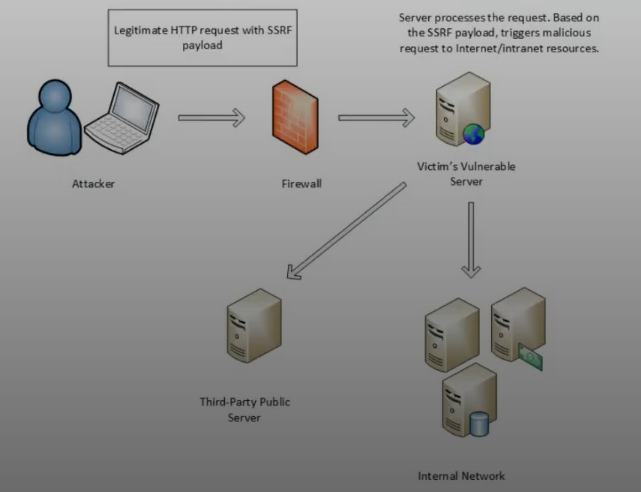 Legitimate HTTP request with SSRF
payload
Server processes the request. Based on
the SSRF payload, triggers malicious
request to Internet/intranet resources.
Attacker
Firewall
Victim's Vulnerable
Server
Third-Party Public
Server
Internal Network